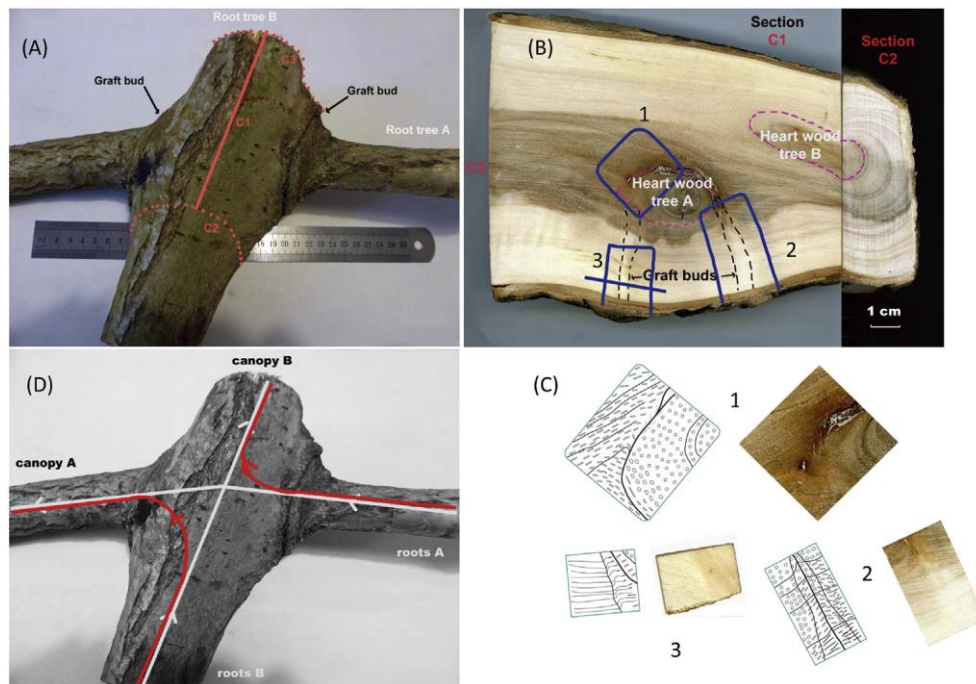 (A)
Root tree B
C3
Graft bud
Graft bud
C1
Root tree A
C2
(B)
Section
C1
Section
C2
1
Heart wood
tree B
C3
Heart wood
tree A
2
3
Graft buds
1 cm
(D)
canopy B
canopy A
roots A
roots B
(C)
1
2
3